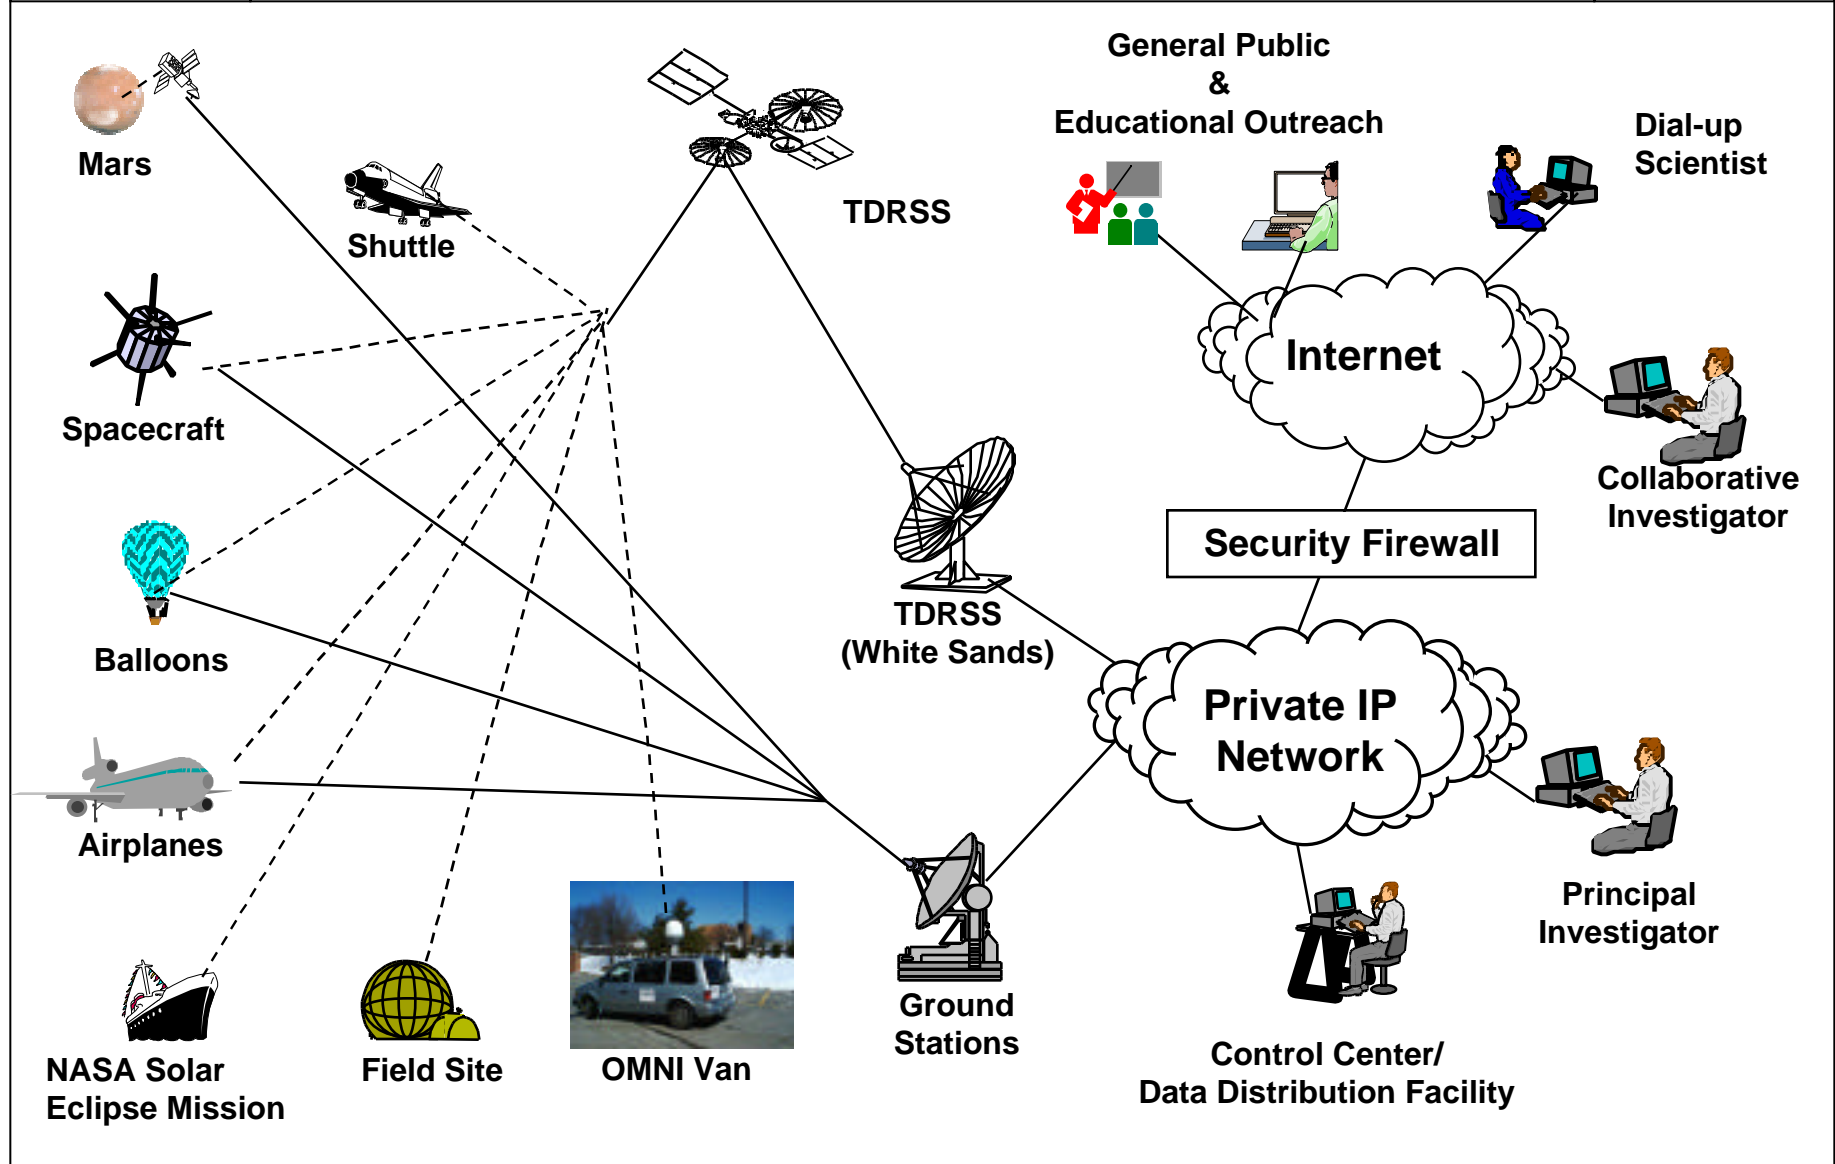 General Public
&
Educational Outreach
Dial-up
Scientist
Mars
TDRSS
Shuttle
Internet
Spacecraft
Collaborative
Investigator
Security Firewall
TDRSS
(White Sands)
Balloons
Private IP
Network
Airplanes
Principal
Investigator
Ground
Stations
NASA Solar
Eclipse Mission
Field Site
OMNI Van
Control Center/
Data Distribution Facility